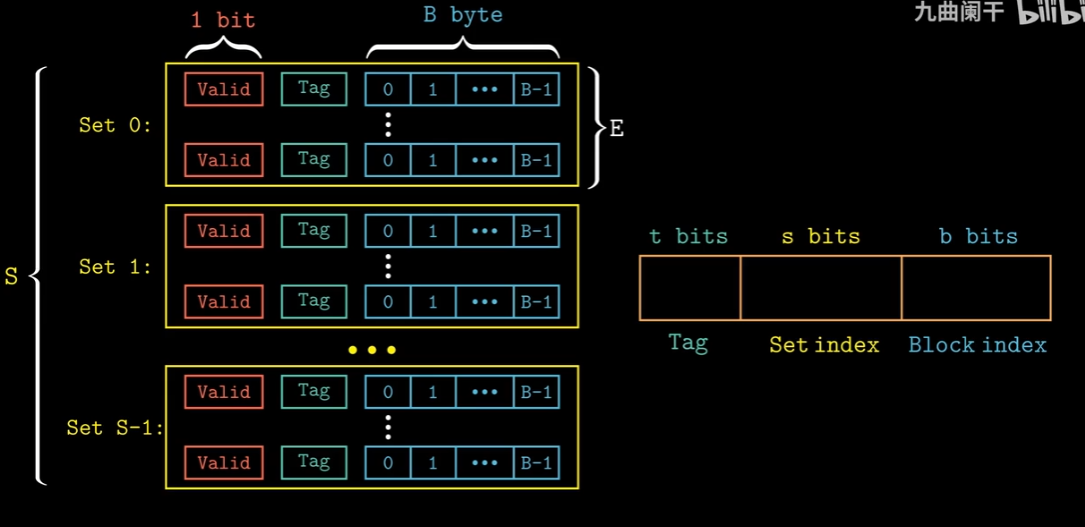 九曲阑干 bilibi
1 bit B byte
Valid Tag 0 1 ••• B-1
Set 0:
E
Valid Tag 0 1 ••• B-1
Valid Tag 0 1 ••• B-1
t bits s bits b bits
Set 1:
S
Valid Tag 0 1 ••• B-1
Tag Set index Block index
Valid Tag 0 1 ••• B-1
Set S-1:
Valid Tag 0 1 ••• B-1